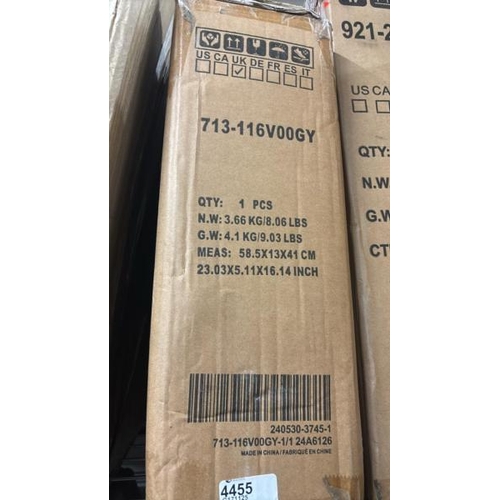 US CA UK DE FR ES IT
713-116V00GY
QTY: 1 PCS
N.W: 3.66 KG/8.06 LBS
G.W: 4.1 KG/9.03 LBS
MEAS: 58.5X13X41 CM
23.03X5.11X16.14 INCH
240530-3745-1
713-116V00GY-1/1 24A6126
MADE IN CHINA / FABRIQUÉ EN CHINE
4455
921-2
US CA
QTY:
N.W
G.W
CT